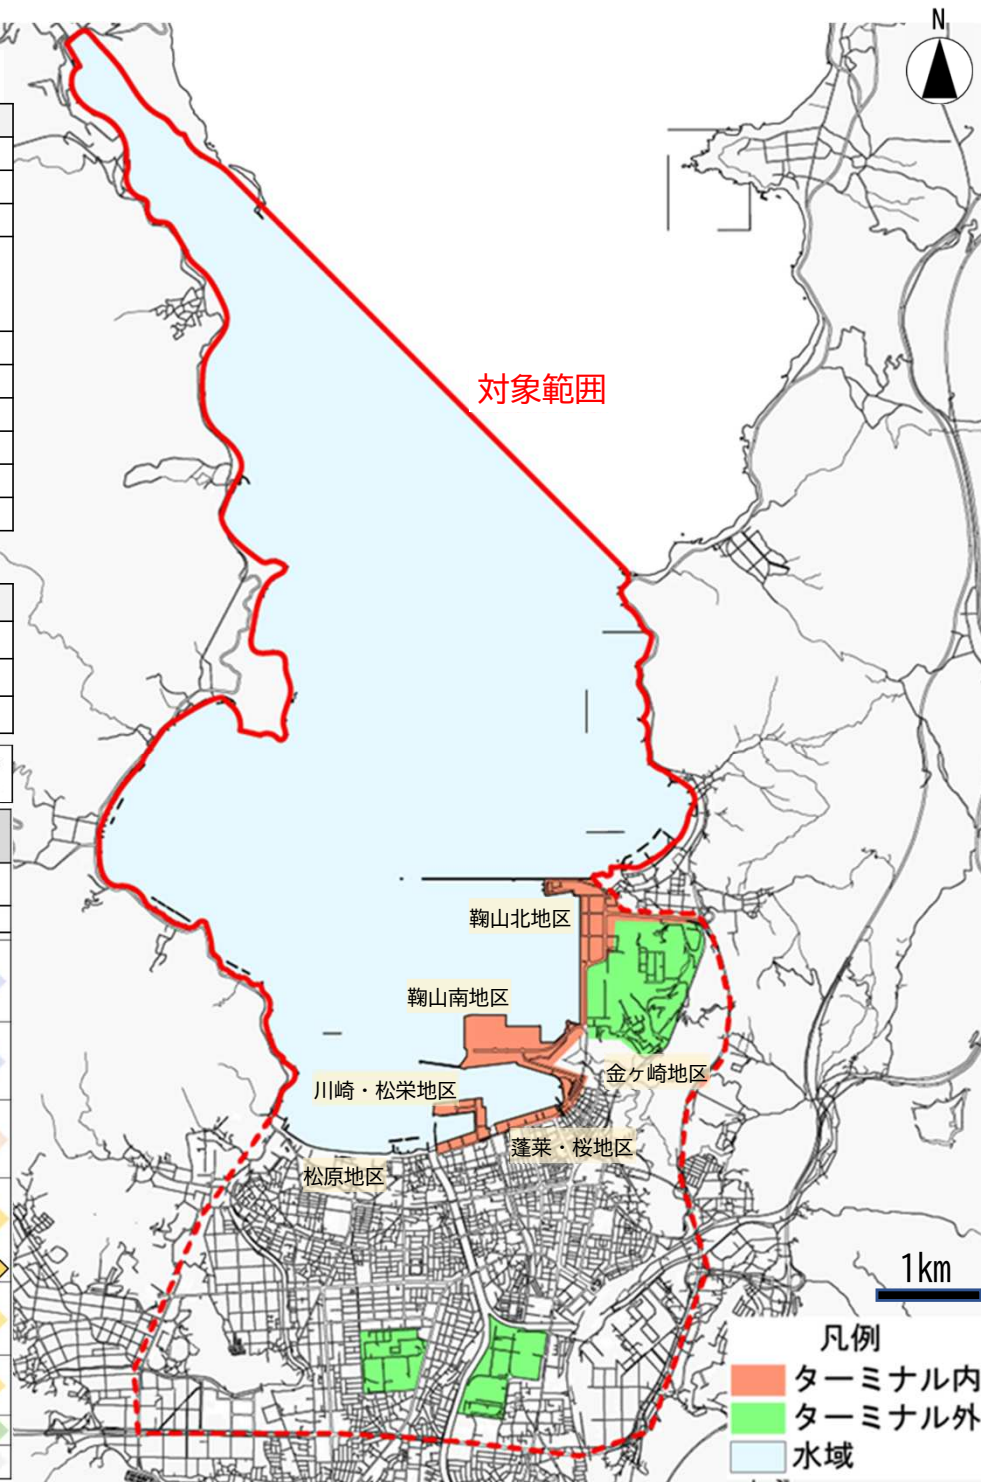 N
対象範囲
鞠山北地区
鞠山南地区
金ヶ崎地区
川崎・松栄地区
蓬莱・桜地区
松原地区
1km
凡例
ターミナル内
ターミナル外
水域